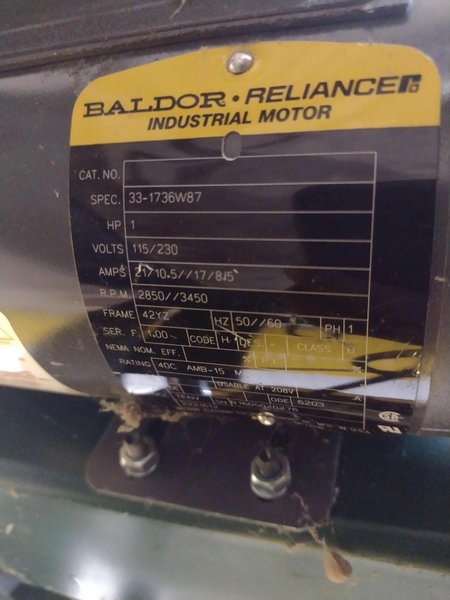 BALDOR • RELIANCE
INDUSTRIAL MOTOR
CAT. NO.
SPEC. 33-1736W87
HP 1
VOLTS 115/230
AMPS 21/10.5//17/8.5
R.P.M. 2850//3450
FRAME 42YZ HZ 50//60 PH 1
SER. F. 1.00 CODE H DES - CLASS B
NEMA NOM. EFF. % P.F. %
RATING 40C AMB-15
USABLE AT 208V A
ODE 6203